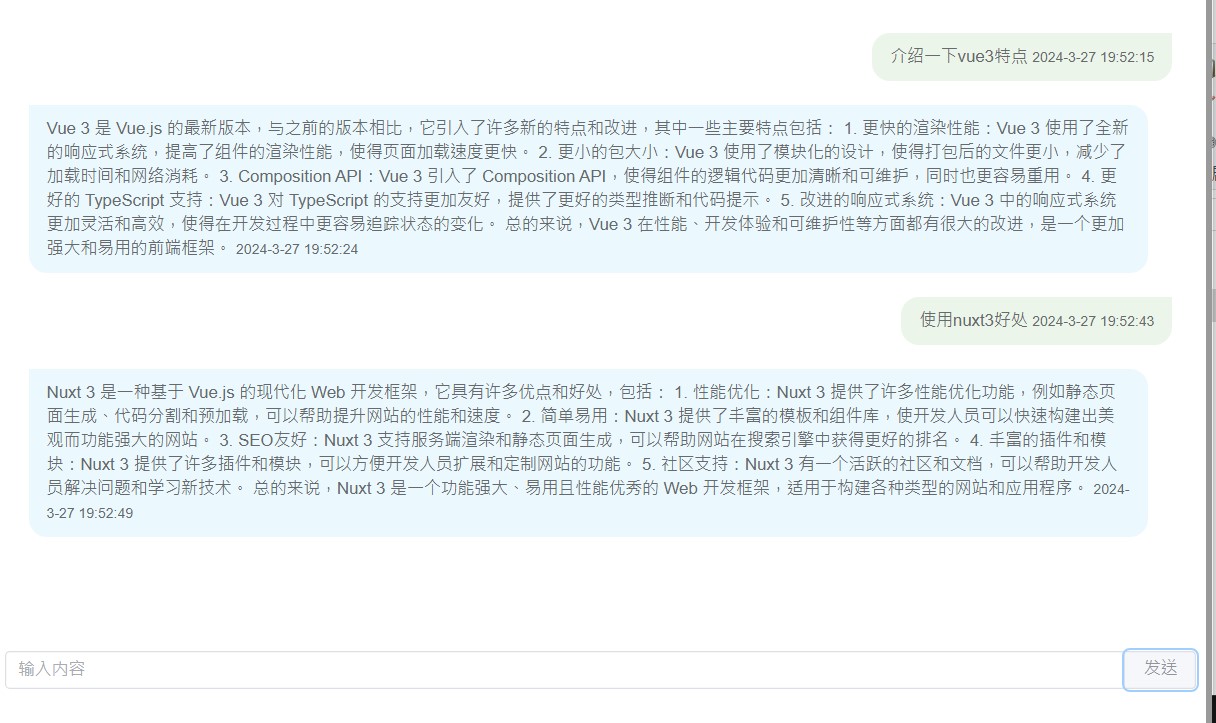 介绍一下vue3特点 2024-3-27 19:52:15
Vue 3 是 Vue.js 的最新版本，与之前的版本相比，它引入了许多新的特点和改进，其中一些主要特点包括： 1. 更快的渲染性能：Vue 3 使用了全新
的响应式系统，提高了组件的渲染性能，使得页面加载速度更快。 2. 更小的包大小：Vue 3 使用了模块化的设计，使得打包后的文件更小，减少了
加载时间和网络消耗。 3. Composition API：Vue 3 引入了 Composition API，使得组件的逻辑代码更加清晰和可维护，同时也更容易重用。 4. 更
好的 TypeScript 支持：Vue 3 对 TypeScript 的支持更加友好，提供了更好的类型推断和代码提示。 5. 改进的响应式系统：Vue 3 中的响应式系统
更加灵活和高效，使得在开发过程中更容易追踪状态的变化。 总的来说，Vue 3 在性能、开发体验和可维护性等方面都有很大的改进，是一个更加
强大和易用的前端框架。 2024-3-27 19:52:24
使用nuxt3好处 2024-3-27 19:52:43
Nuxt 3 是一种基于 Vue.js 的现代化 Web 开发框架，它具有许多优点和好处，包括： 1. 性能优化：Nuxt 3 提供了许多性能优化功能，例如静态页
面生成、代码分割和预加载，可以帮助提升网站的性能和速度。 2. 简单易用：Nuxt 3 提供了丰富的模板和组件库，使开发人员可以快速构建出美
观而功能强大的网站。 3. SEO友好：Nuxt 3 支持服务端渲染和静态页面生成，可以帮助网站在搜索引擎中获得更好的排名。 4. 丰富的插件和模
块：Nuxt 3 提供了许多插件和模块，可以方便开发人员扩展和定制网站的功能。 5. 社区支持：Nuxt 3 有一个活跃的社区和文档，可以帮助开发人
员解决问题和学习新技术。 总的来说，Nuxt 3 是一个功能强大、易用且性能优秀的 Web 开发框架，适用于构建各种类型的网站和应用程序。 2024-
3-27 19:52:49
输入内容
发送